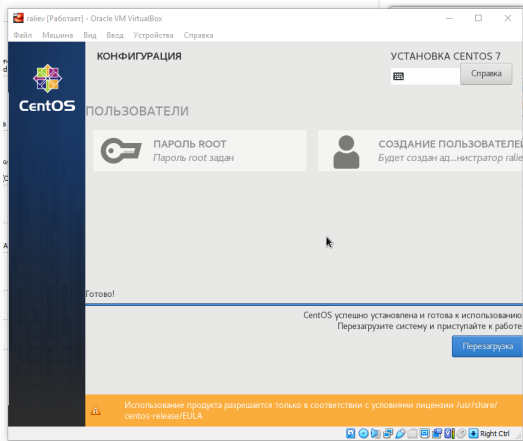 raliev [Работает] - Oracle VM VirtualBox
Файл Машина Вид Ввод Устройства Справка
КОНФИГУРАЦИЯ
УСТАНОВКА CENTOS 7
Справка
CentOS
ПОЛЬЗОВАТЕЛИ
ПАРОЛЬ ROOT
Пароль root задан
СОЗДАНИЕ ПОЛЬЗОВАТЕЛЕ
Будет создан ад...нистратор ralie
Готово!
CentOS успешно установлена и готова к использованию
Перезагрузите систему и приступайте к работе
Перезагрузка
Использование продукта разрешается только в соответствии с условиями лицензии /usr/share/
centos-release/EULA
Right Ctrl